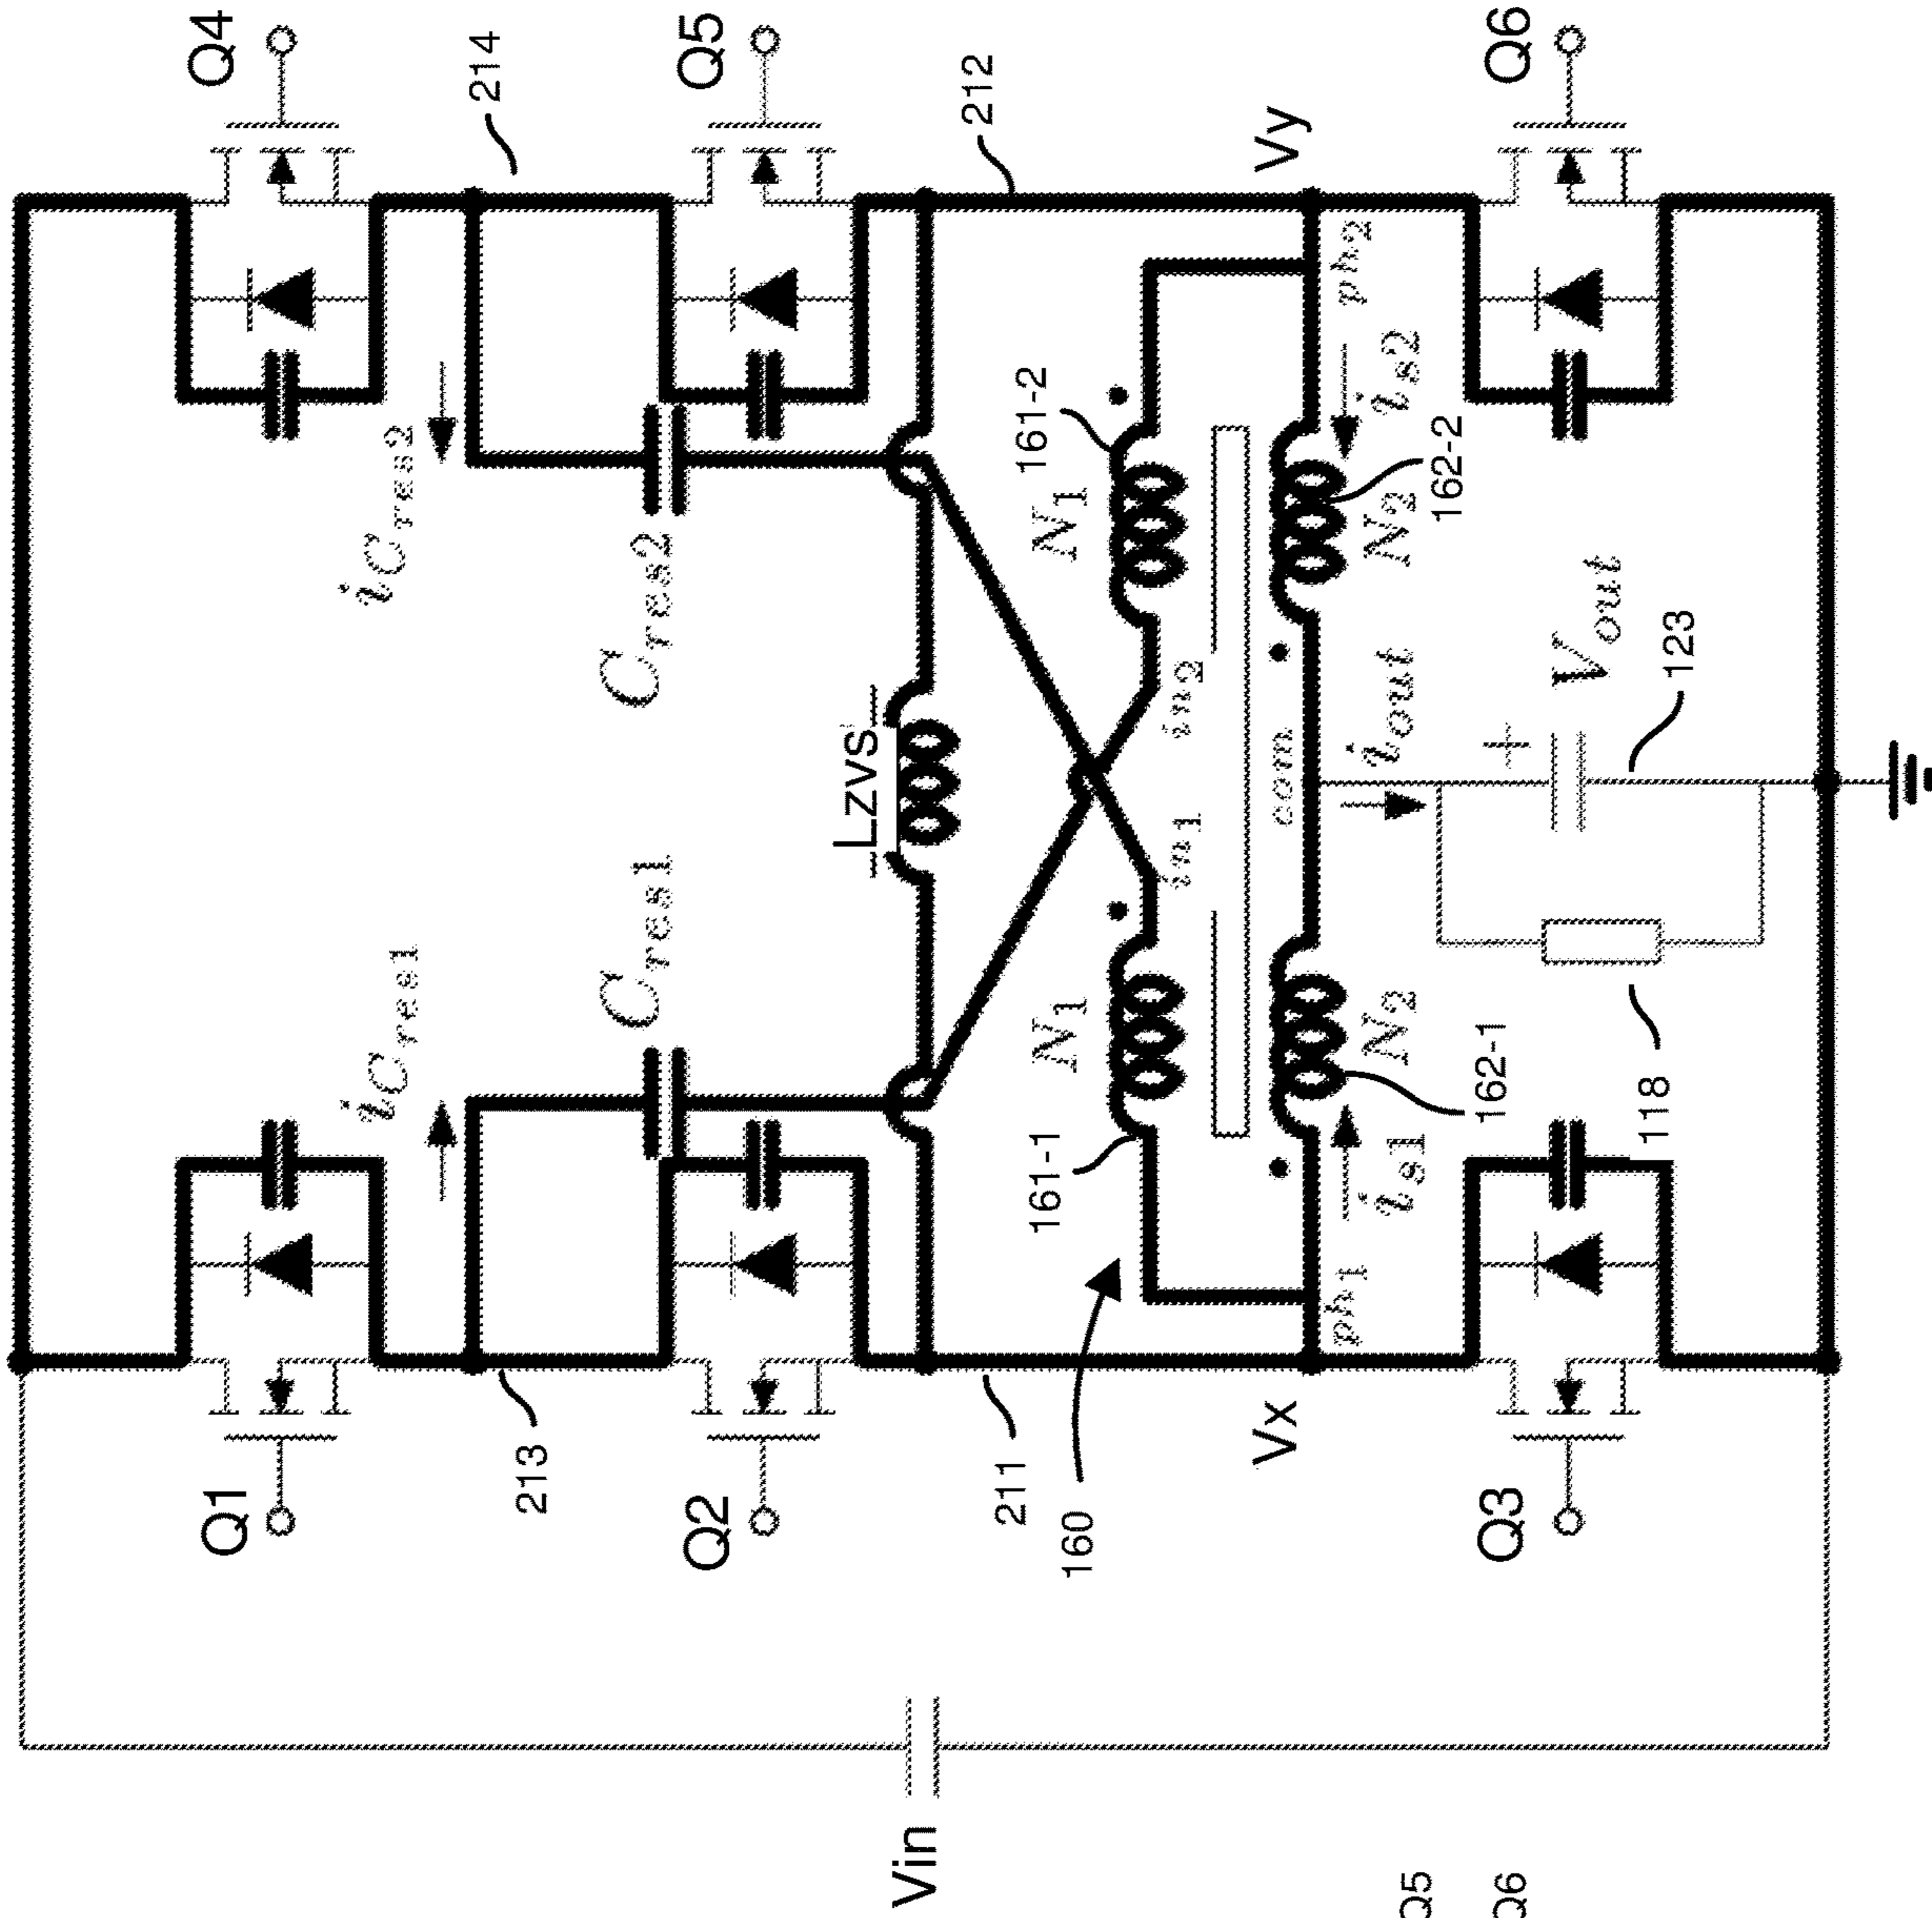 Q4
Q5
Q6
214
212
Vy
ph2
iCres2
Cres2
161-2
N1
is2
162-2
N2
in2
Lzvs
com
iout
Vout
+
123
in1
Cres1
iCres1
N1
N2
161-1
162-1
118
is1
ph1
Vx
213
211
160
Q1
Q2
Q3
Vin
Q5
Q6